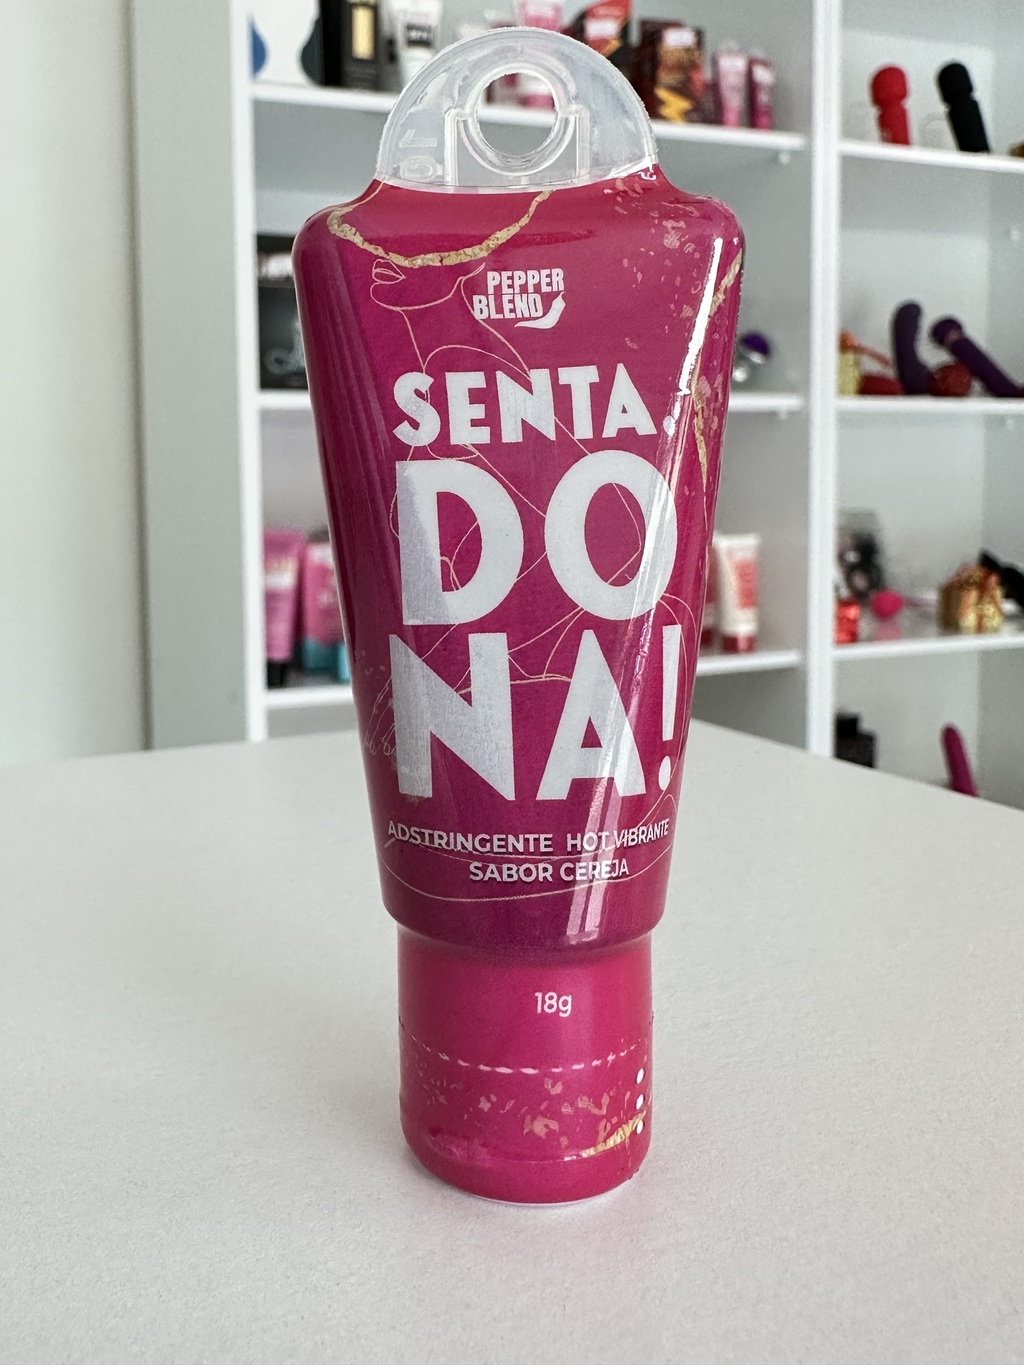 PEPPER
BLEND
SENTA.
DO
NA!
ADSTRINGENTE HOT VIBRANTE
SABOR CEREJA
18g